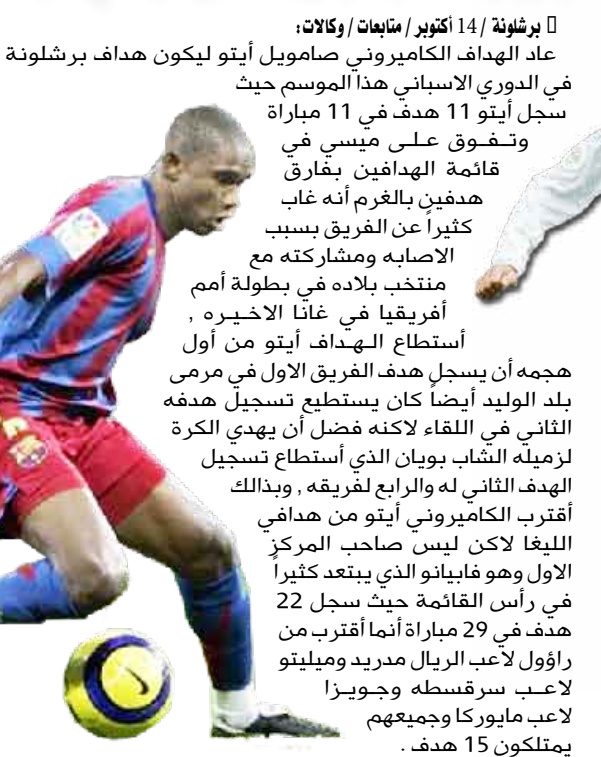 برشلونة / 14 أكتوبر / متابعات / وكالات :
عاد الهداف الكاميروني صامويل أيتو ليكون هداف برشلونة
في الدوري الاسباني هذا الموسم حيث
سجل أيتو 11 هدف في 11 مباراة
وتفوق على ميسي في
قائمة الهدافين بفارق
هدفين بالغرم أنه غاب
كثيراً عن الفريق بسبب
الاصابه ومشاركته مع
منتخب بلاده في بطولة أمم
أفريقيا في غانا الاخيره ,
أستطاع الهداف أيتو من أول
هجمه أن يسجل هدف الفريق الاول في مرمى
بلد الوليد أيضاً كان يستطيع تسجيل هدفه
الثاني في اللقاء لاكنه فضل أن يهدي الكرة
لزميله الشاب بويان الذي أستطاع تسجيل
الهدف الثاني له والرابع لفريقه , وبذالك
أقترب الكاميروني أيتو من هدافي
الليغا لاكن ليس صاحب المركز
الاول وهو فابيانو الذي يبتعد كثيراً
في رأس القائمة حيث سجل 22
هدف في 29 مباراة أنما أقترب من
راؤول لاعب الريال مدريد وميليتو
لاعب سرقسطه وجويزا
لاعب مايوركا وجميعهم
يمتلكون 15 هدف .